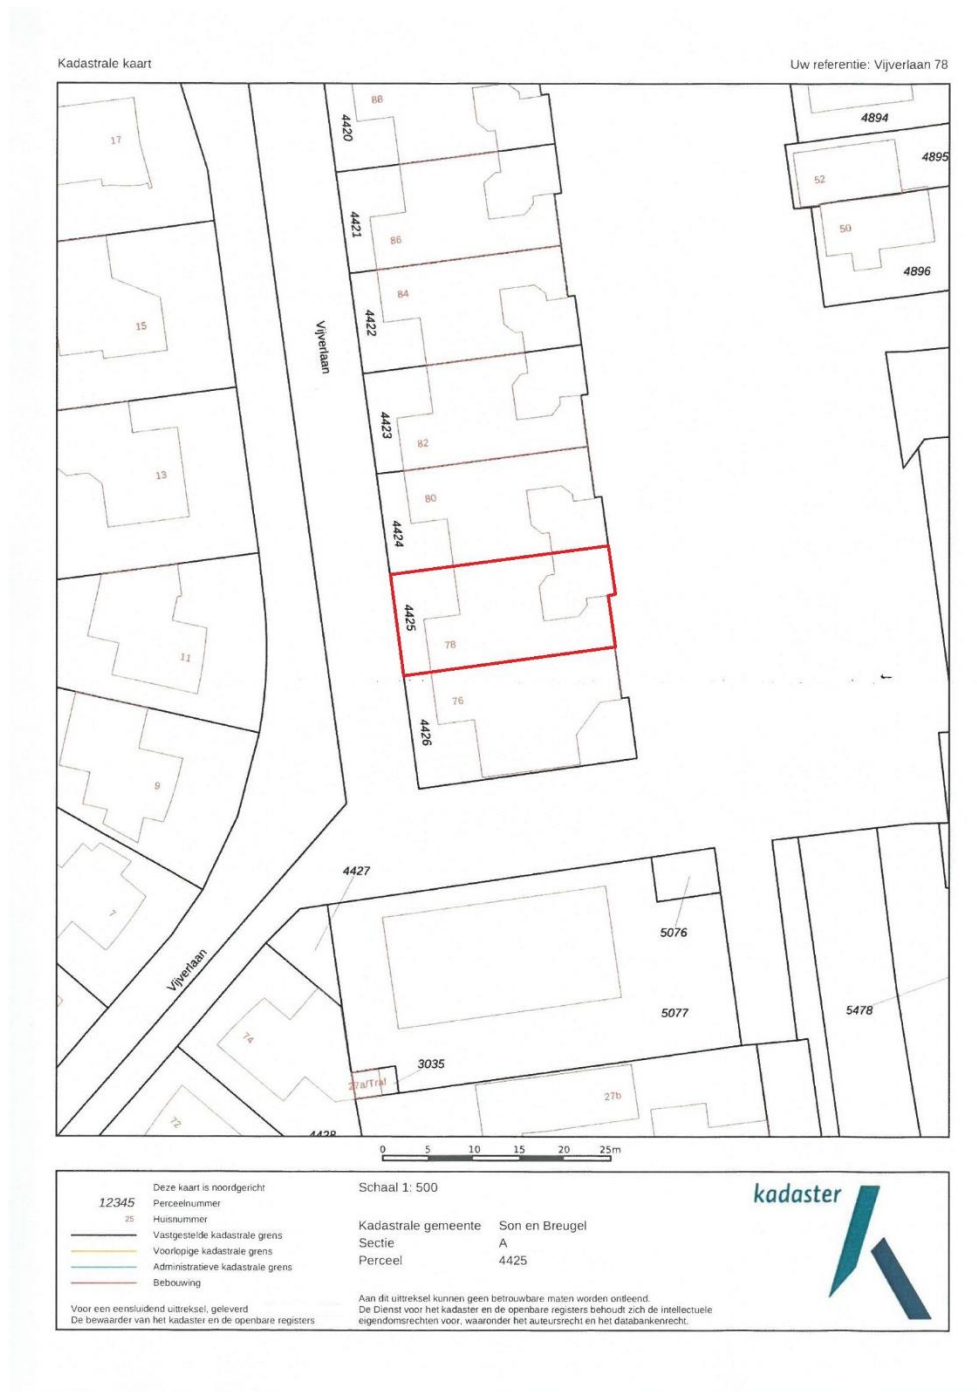 Kadastrale kaart
Uw referentie: Vijverlaan 78
88
4420
17
4894
4895
52
50
4896
4421
86
84
4422
15
Vijverlaan
4423
82
13
80
4424
4425
78
11
76
4426
9
7
4427
5076
Vijverlaan
5077
5478
74
3035
27a/Traf
27b
72
4428
0 5 10 15 20 25m
Deze kaart is noordgericht
12345 Perceelnummer
25 Huisnummer
Vastgestelde kadastrale grens
Voorlopige kadastrale grens
Administratieve kadastrale grens
Bebouwing
Voor een eensluidend uittreksel, geleverd
De bewaarder van het kadaster en de openbare registers
Schaal 1: 500
Kadastrale gemeente Son en Breugel
Sectie A
Perceel 4425
Aan dit uittreksel kunnen geen betrouwbare maten worden ontleend.
De Dienst voor het kadaster en de openbare registers behoudt zich de intellectuele
eigendomsrechten voor, waaronder het auteursrecht en het databankenrecht.
kadaster